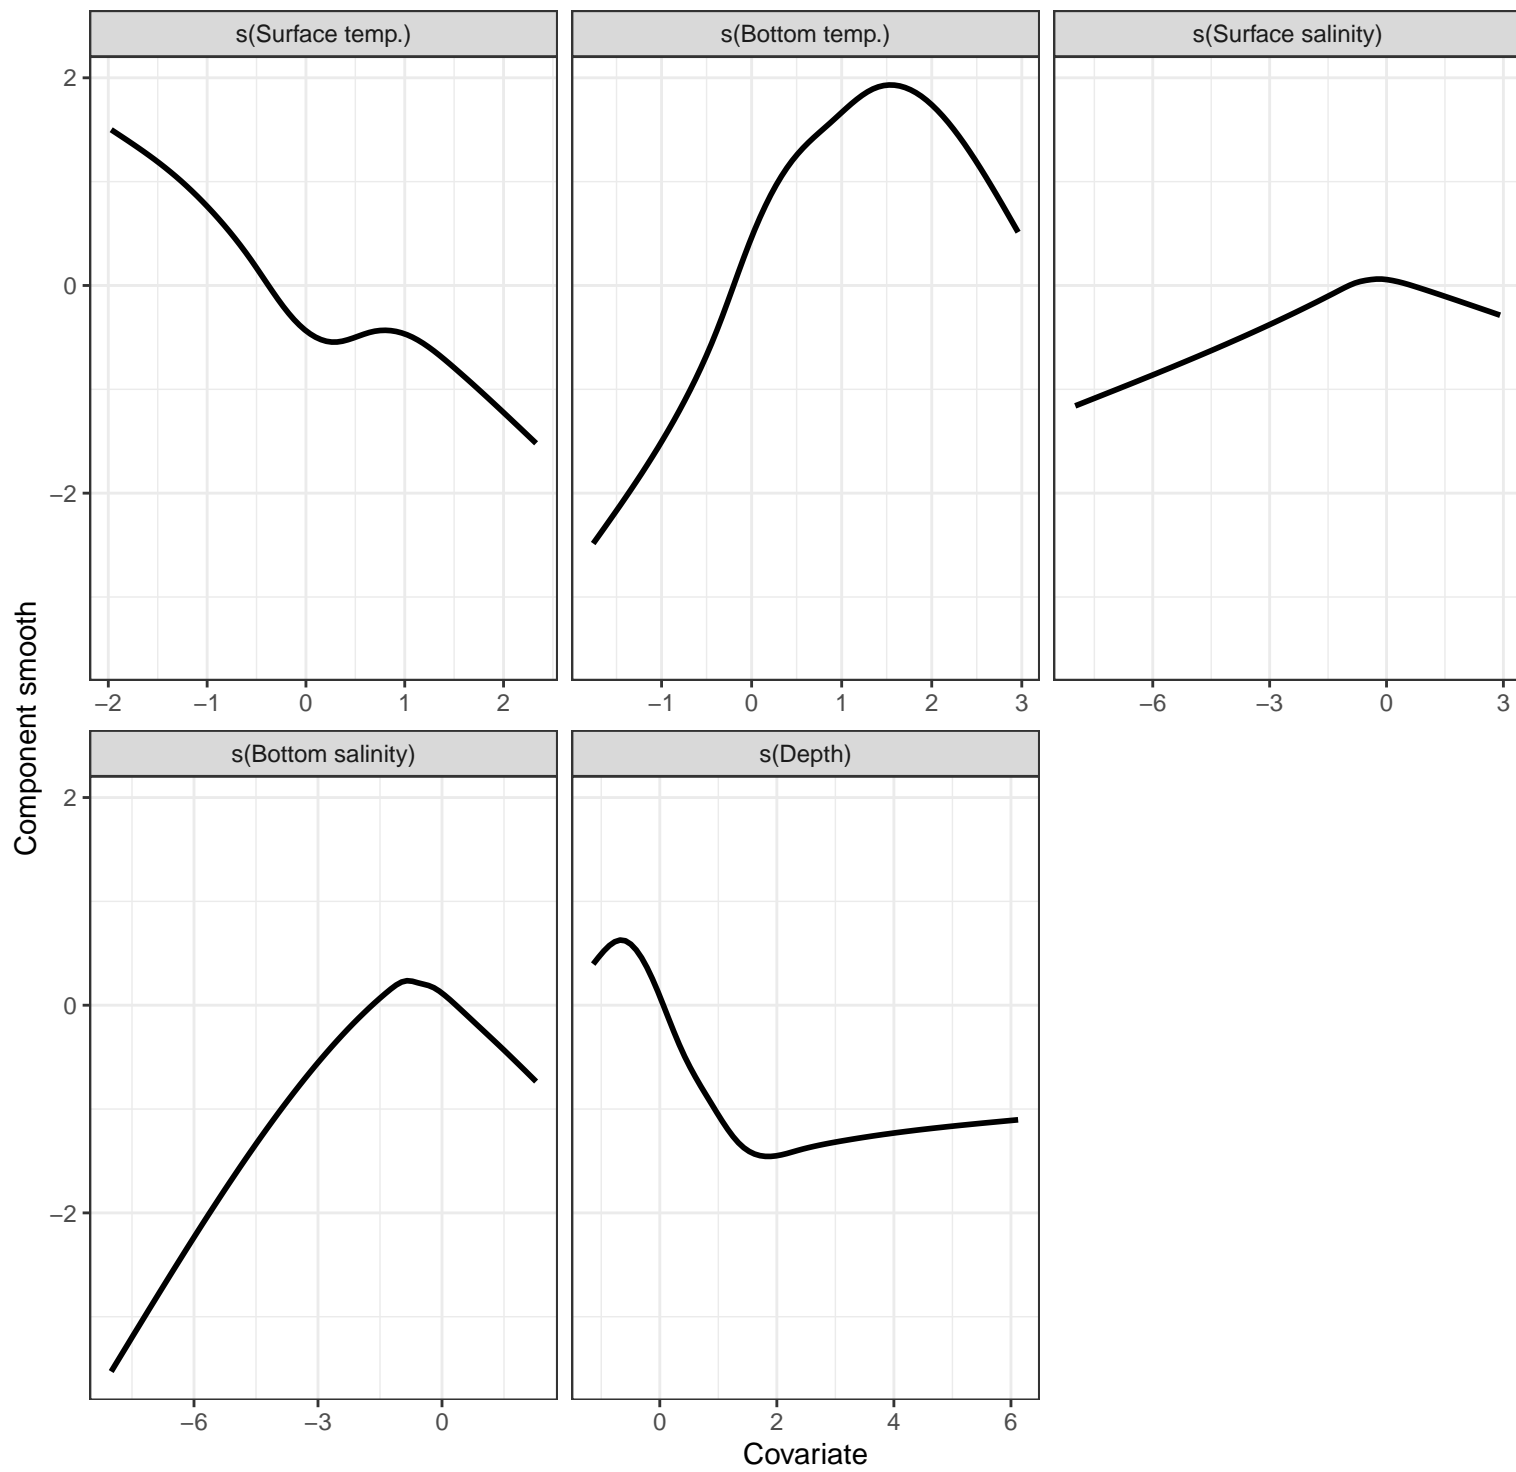 s(Surface temp.) s(Bottom temp.) s(Surface salinity)
2
0
−2
−2 −1 0 1 2
−1 0 1 2 3
−6 −3 0 3
Component smooth
s(Bottom salinity) s(Depth)
2
0
−2
−6 −3 0
0 2 4 6
Covariate